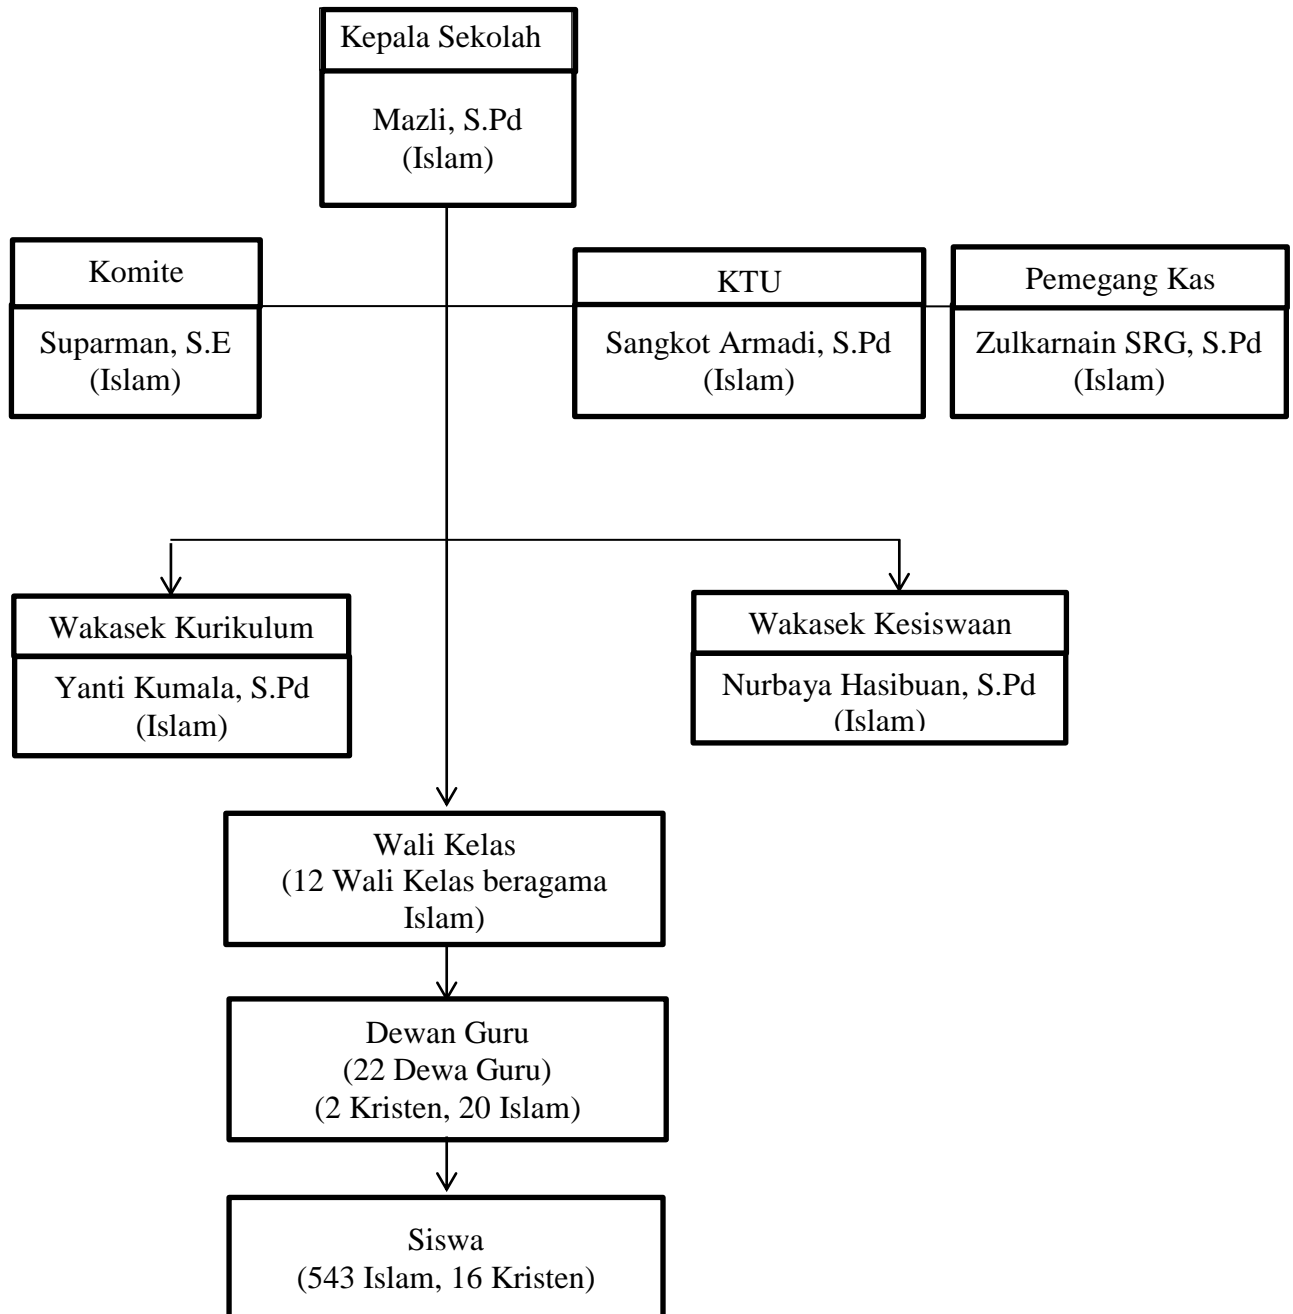 Kepala Sekolah
Mazli, S.Pd
(Islam)
Komite
Suparman, S.E
(Islam)
KTU
Sangkot Armadi, S.Pd
(Islam)
Pemegang Kas
Zulkarnain SRG, S.Pd
(Islam)
Wakasek Kurikulum
Yanti Kumala, S.Pd
(Islam)
Wakasek Kesiswaan
Nurbaya Hasibuan, S.Pd
(Islam)
Wali Kelas
(12 Wali Kelas beragama
Islam)
Dewan Guru
(22 Dewa Guru)
(2 Kristen, 20 Islam)
Siswa
(543 Islam, 16 Kristen)